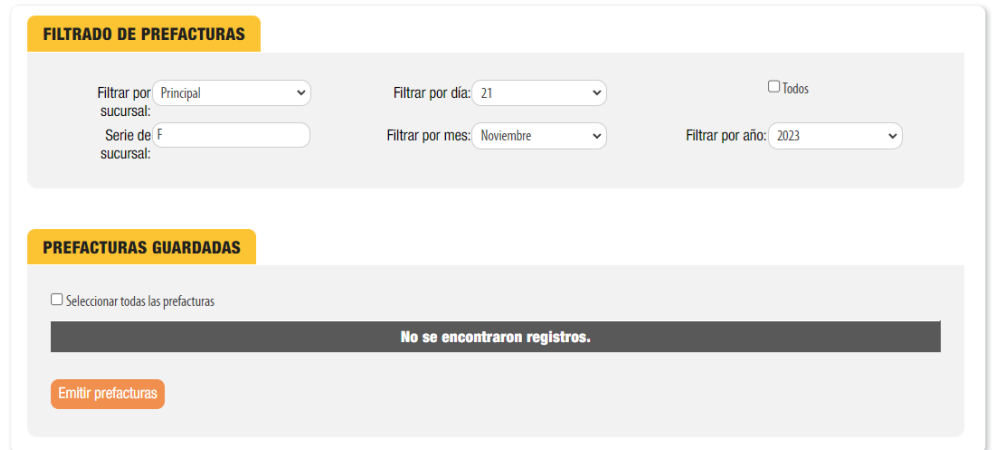 FILTRADO DE PREFACTURAS
Filtrar por sucursal: Principal
Filtrar por día: 21
Todos
Serie de sucursal: F
Filtrar por mes: Noviembre
Filtrar por año: 2023
PREFACTURAS GUARDADAS
Seleccionar todas las prefacturas
No se encontraron registros.
Emitir prefacturas